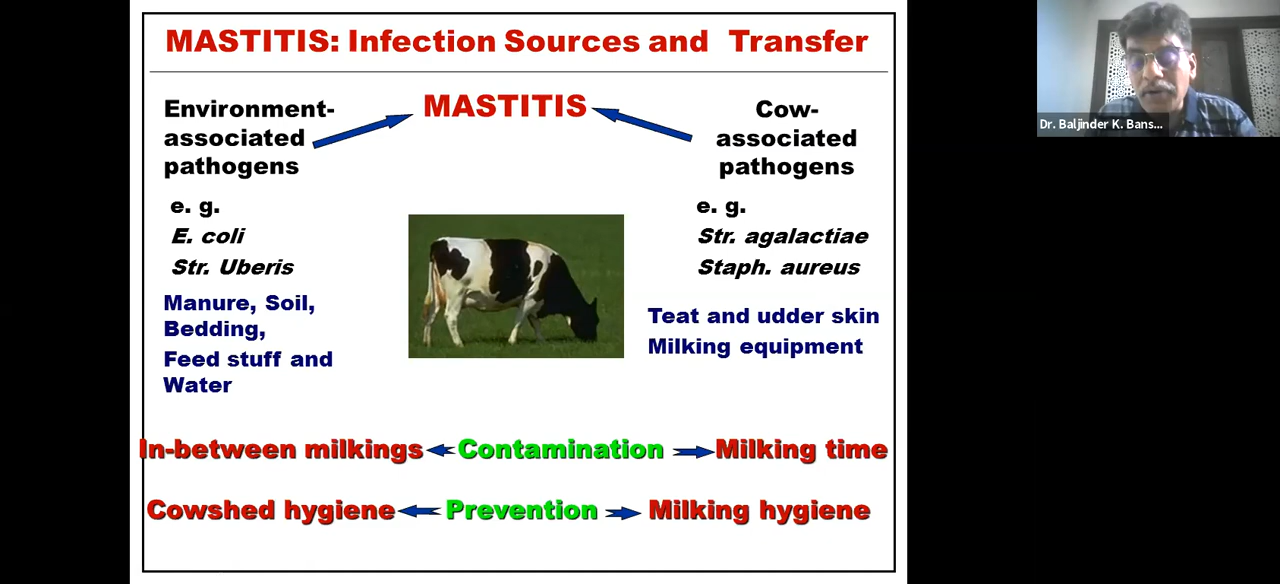 MASTITIS: Infection Sources and Transfer
MASTITIS
Environment-
associated
pathogens
e. g.
E. coli
Str. Uberis
Manure, Soil,
Bedding,
Feed stuff and
Water
Cow-
associated
pathogens
e. g.
Str. agalactiae
Staph. aureus
Teat and udder skin
Milking equipment
In-between milkings Contamination Milking time
Cowshed hygiene Prevention Milking hygiene
Dr. Baljinder K. Bans...